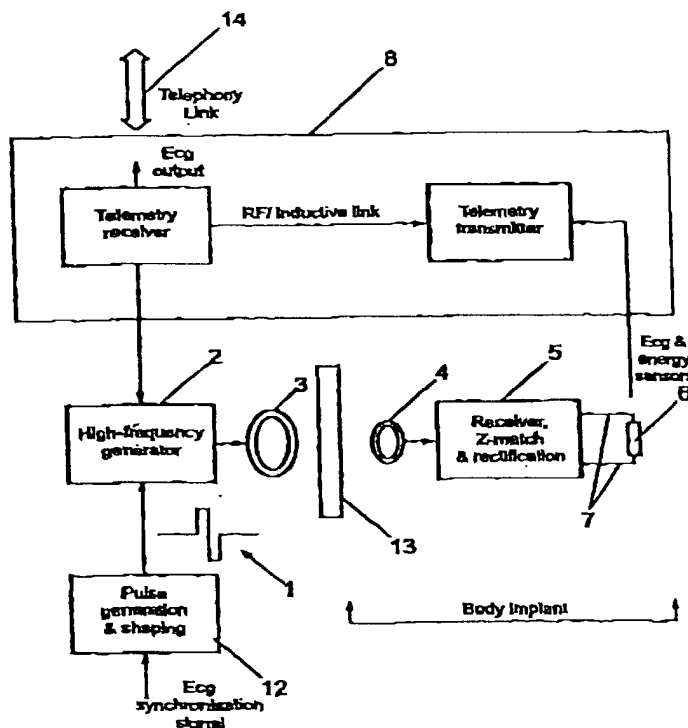 14
8
Telephony
Link
Ecg
output
Telemetry
receiver
RF/ Inductive link
Telemetry
transmitter
2
3
4
5
Ecg &
energy
sensors
6
High-frequency
generator
Receiver,
Z-match
& rectification
7
13
1
Pulse
generation
& shaping
Body implant
12
Ecg
synchronisation
signal